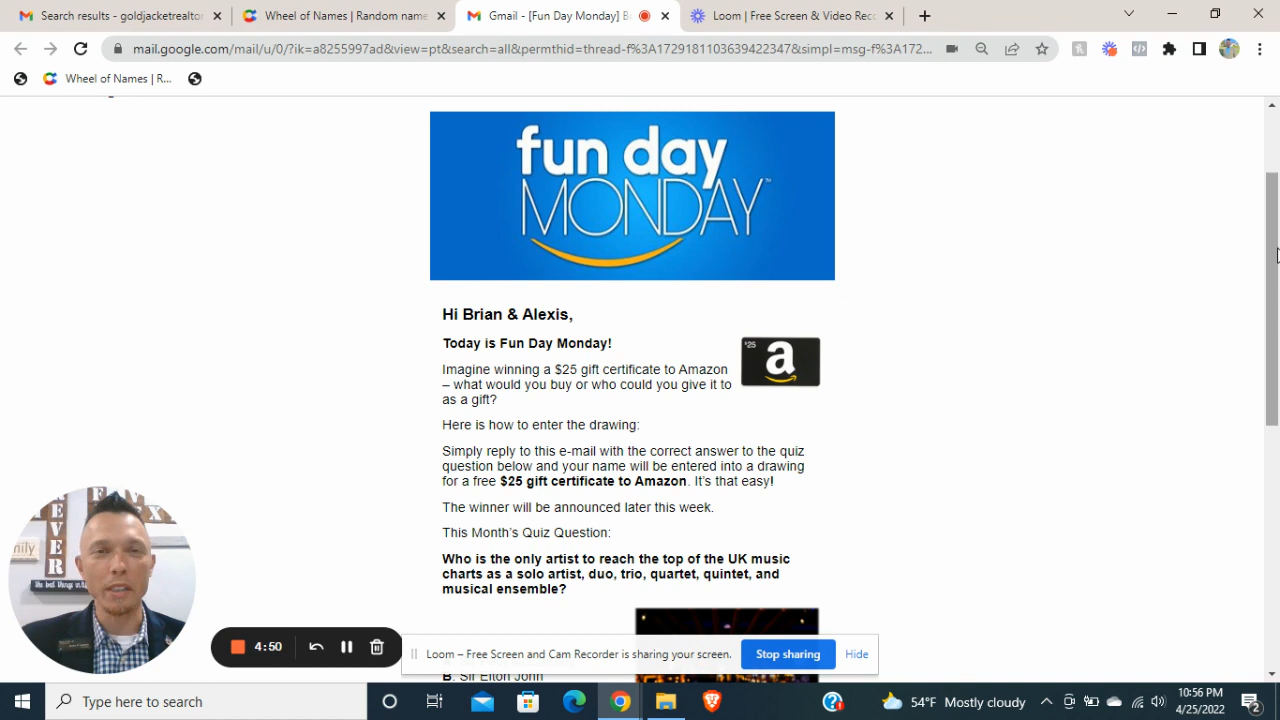 Search results - goldjacketrealtor
Wheel of Names | Random name
Gmail - [Fun Day Monday] B
Loom | Free Screen & Video Rec
mail.google.com/mail/u/0/?ik=a8255997ad&view=pt&search=all&permthid=thread-f%3A1729181103639422347&simpl=msg-f%3A172...
Wheel of Names | R...
fun day
MONDAY™
Hi Brian & Alexis,
Today is Fun Day Monday!
$25
a
Imagine winning a $25 gift certificate to Amazon
– what would you buy or who could you give it to
as a gift?
Here is how to enter the drawing:
Simply reply to this e-mail with the correct answer to the quiz
question below and your name will be entered into a drawing
for a free $25 gift certificate to Amazon. It's that easy!
The winner will be announced later this week.
This Month's Quiz Question:
Who is the only artist to reach the top of the UK music
charts as a solo artist, duo, trio, quartet, quintet, and
musical ensemble?
B. Sir Elton John
EVER
4:50
Loom – Free Screen and Cam Recorder is sharing your screen.
Stop sharing
Hide
Type here to search
54°F Mostly cloudy
10:56 PM
4/25/2022
2